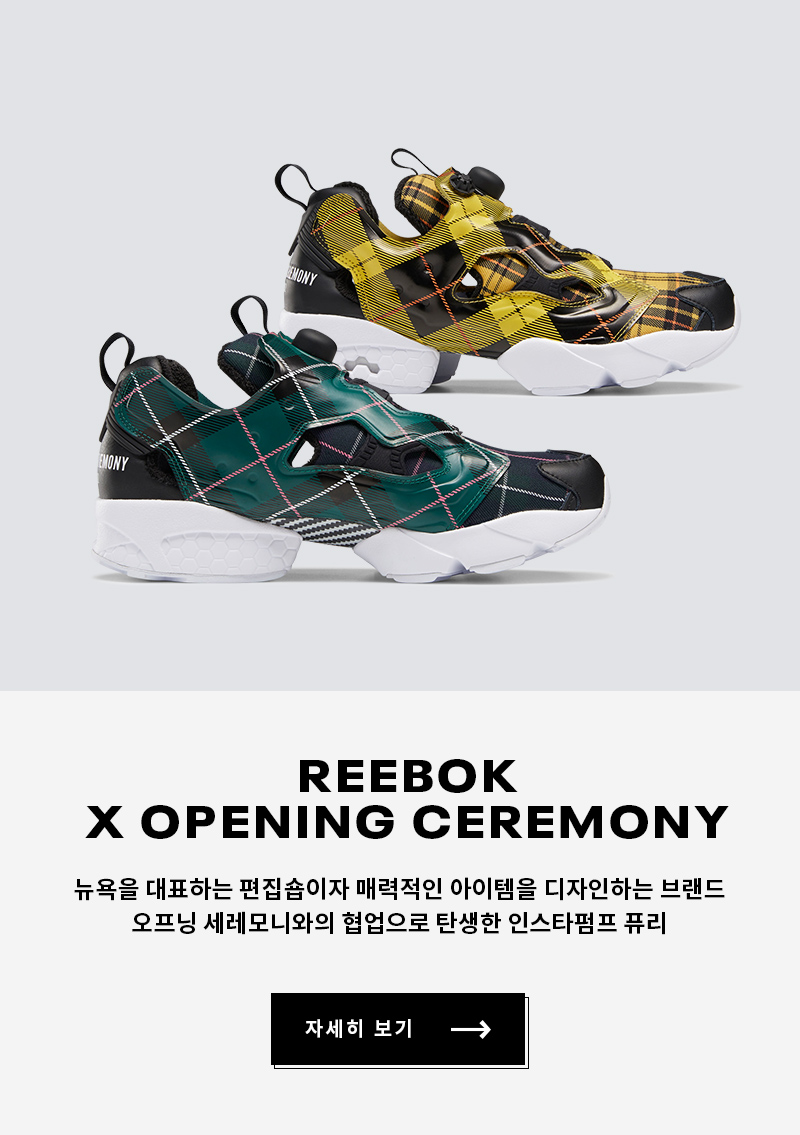 EMONY
EMONY
REEBOK
X OPENING CEREMONY
뉴욕을 대표하는 편집숍이자 매력적인 아이템을 디자인하는 브랜드
오프닝 세레모니와의 협업으로 탄생한 인스타펌프 퓨리
자세히 보기